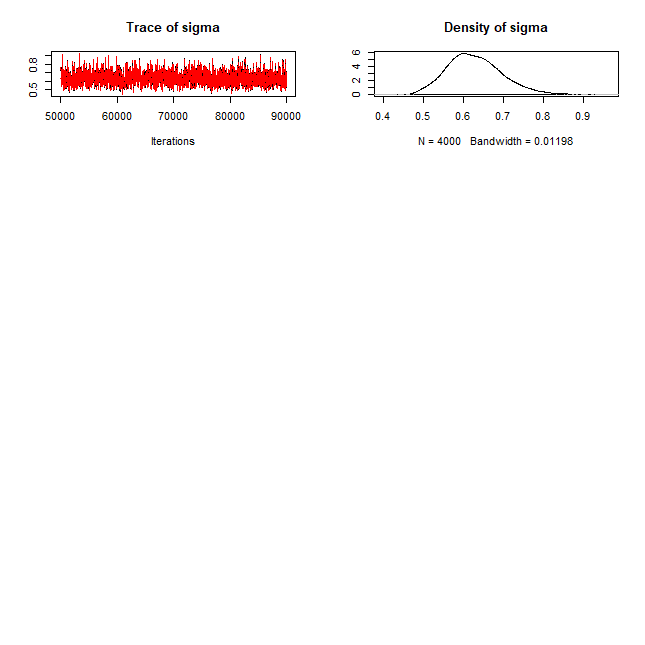 Trace of sigma
0.5 0.8
50000 60000 70000 80000 90000
Iterations
Density of sigma
0 2 4 6
0.4 0.5 0.6 0.7 0.8 0.9
N = 4000 Bandwidth = 0.01198